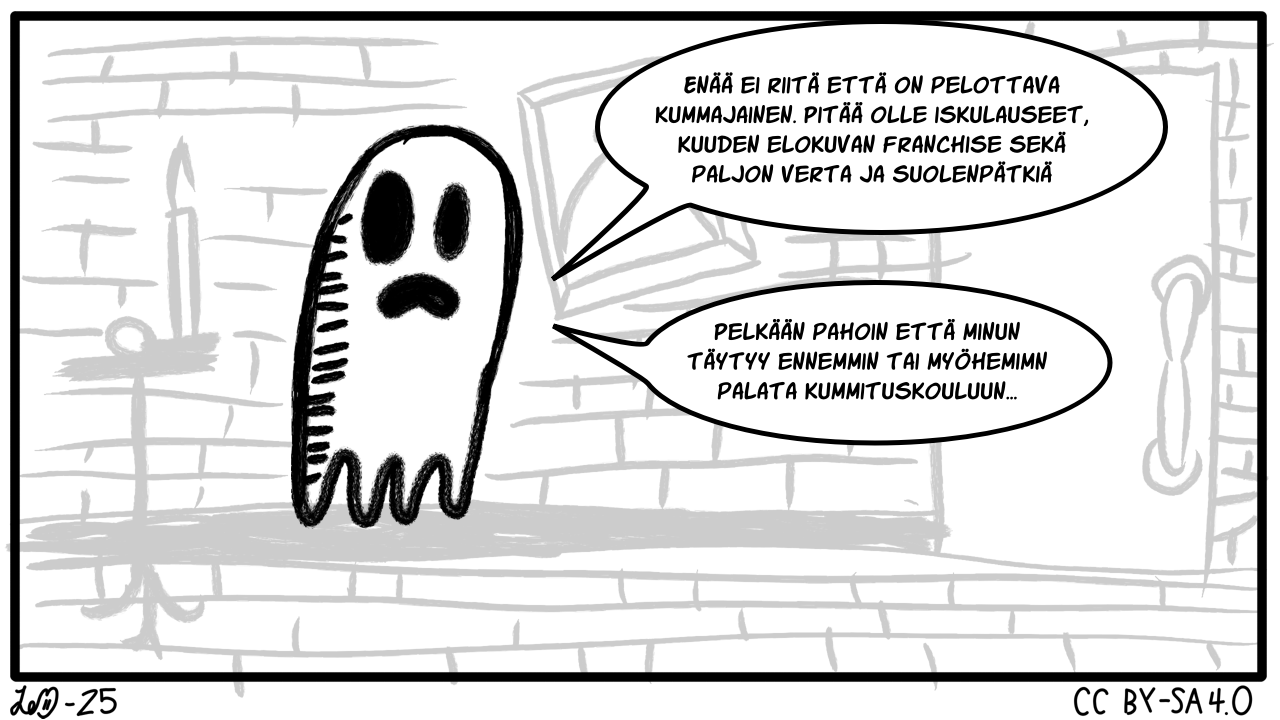 ENÄÄ EI RIITÄ ETTÄ ON PELOTTAVA
KUMMAJAINEN. PITÄÄ OLLE ISKULAUSEET,
KUUDEN ELOKUVAN FRANCHISE SEKÄ
PALJON VERTA JA SUOLENPÄTKIÄ
PELKÄÄN PAHOIN ETTÄ MINUN
TÄYTYY ENNEMMIN TAI MYÖHEMIMN
PALATA KUMMITUSKOULUUN...
-25
CC BY-SA 4.0